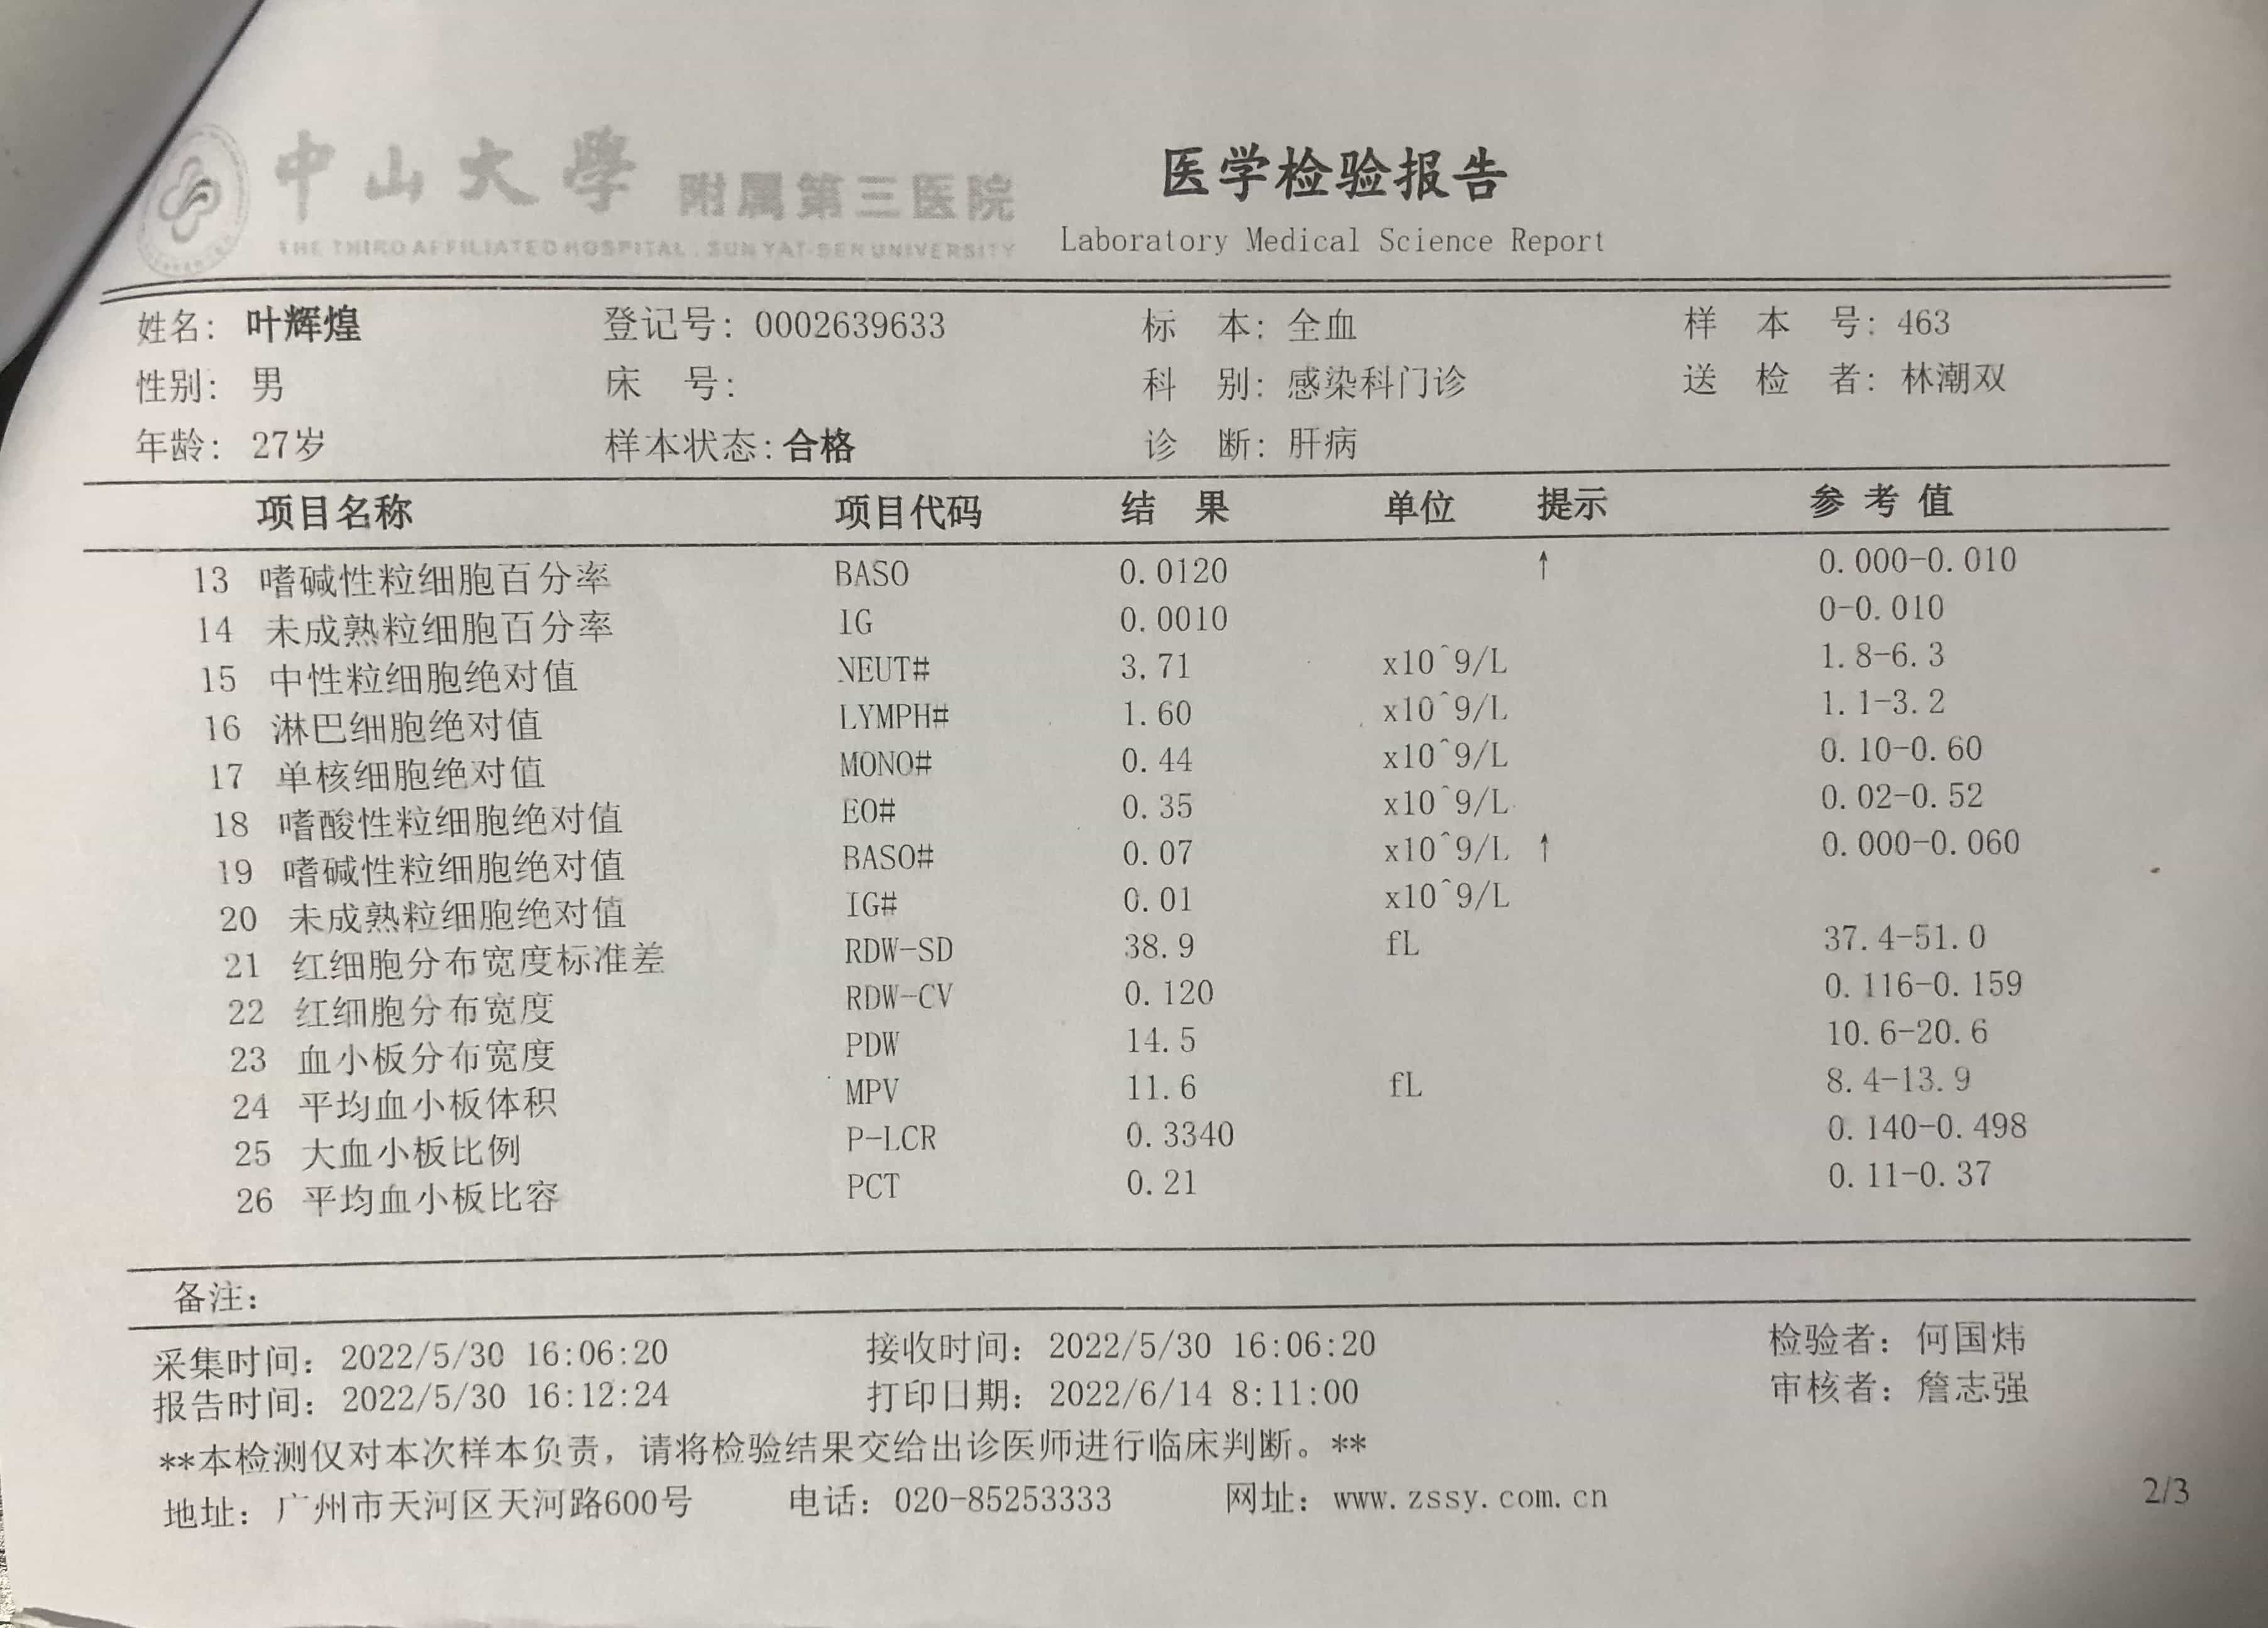 中山大學 附属第三医院 医学检验报告
THE THIRD AFFILIATED HOSPITAL, SUN YAT-SEN UNIVERSITY Laboratory Medical Science Report
姓名: 叶辉煌 登记号: 0002639633 标 本: 全血 样 本 号: 463
性别: 男 床 号: 科 别: 感染科门诊 送 检 者: 林潮双
年龄: 27岁 样本状态: 合格 诊 断: 肝病
项目名称 项目代码 结 果 单位 提示 参考值
13 嗜碱性粒细胞百分率 BASO 0.0120 ↑ 0.000-0.010
14 未成熟粒细胞百分率 IG 0.0010 0-0.010
15 中性粒细胞绝对值 NEUT# 3.71 x10^9/L 1.8-6.3
16 淋巴细胞绝对值 LYMPH# 1.60 x10^9/L 1.1-3.2
17 单核细胞绝对值 MONO# 0.44 x10^9/L 0.10-0.60
18 嗜酸性粒细胞绝对值 EO# 0.35 x10^9/L 0.02-0.52
19 嗜碱性粒细胞绝对值 BASO# 0.07 x10^9/L ↑ 0.000-0.060
20 未成熟粒细胞绝对值 IG# 0.01 x10^9/L
21 红细胞分布宽度标准差 RDW-SD 38.9 fL 37.4-51.0
22 红细胞分布宽度 RDW-CV 0.120 0.116-0.159
23 血小板分布宽度 PDW 14.5 10.6-20.6
24 平均血小板体积 MPV 11.6 fL 8.4-13.9
25 大血小板比例 P-LCR 0.3340 0.140-0.498
26 平均血小板比容 PCT 0.21 0.11-0.37
备注:
采集时间: 2022/5/30 16:06:20 接收时间: 2022/5/30 16:06:20 检验者: 何国炜
报告时间: 2022/5/30 16:12:24 打印日期: 2022/6/14 8:11:00 审核者: 詹志强
**本检测仅对本次样本负责，请将检验结果交给出诊医师进行临床判断。**
地址: 广州市天河区天河路600号 电话: 020-85253333 网址: www.zssy.com.cn 2/3